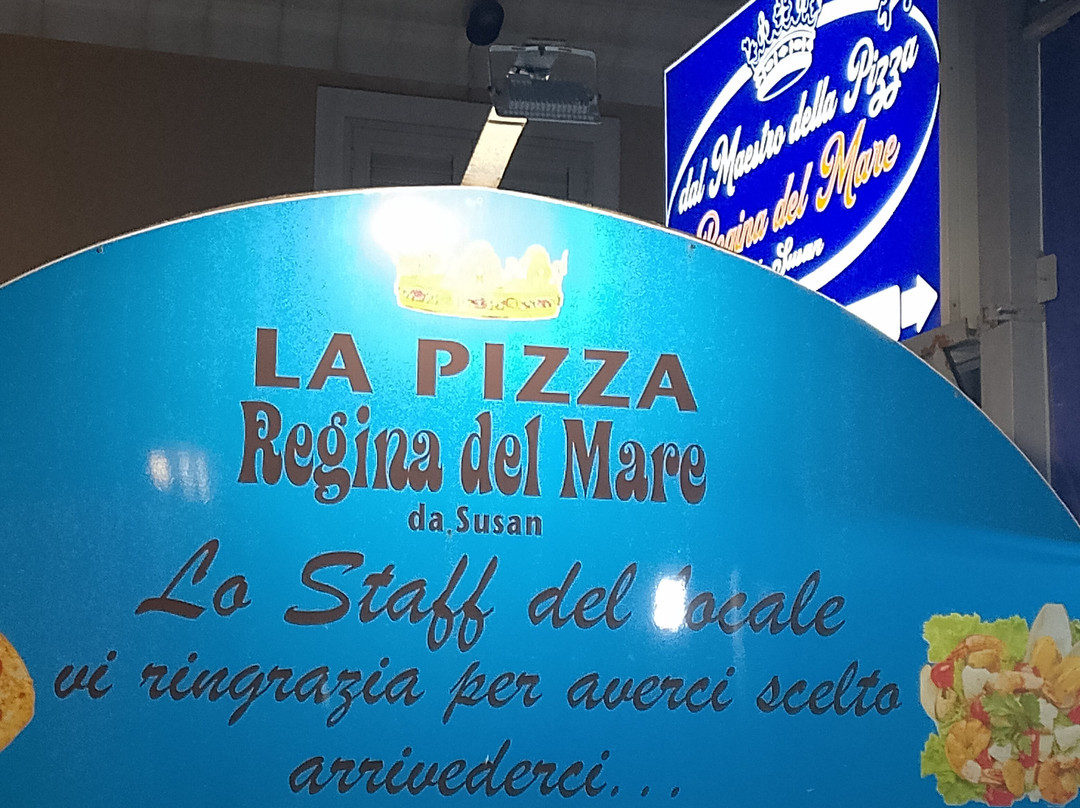 dal Maestro della Pizza
Regina del Mare
Susan
LA PIZZA
Regina del Mare
da Susan
Lo Staff del locale
vi ringrazia per averci scelto
arrivederci...